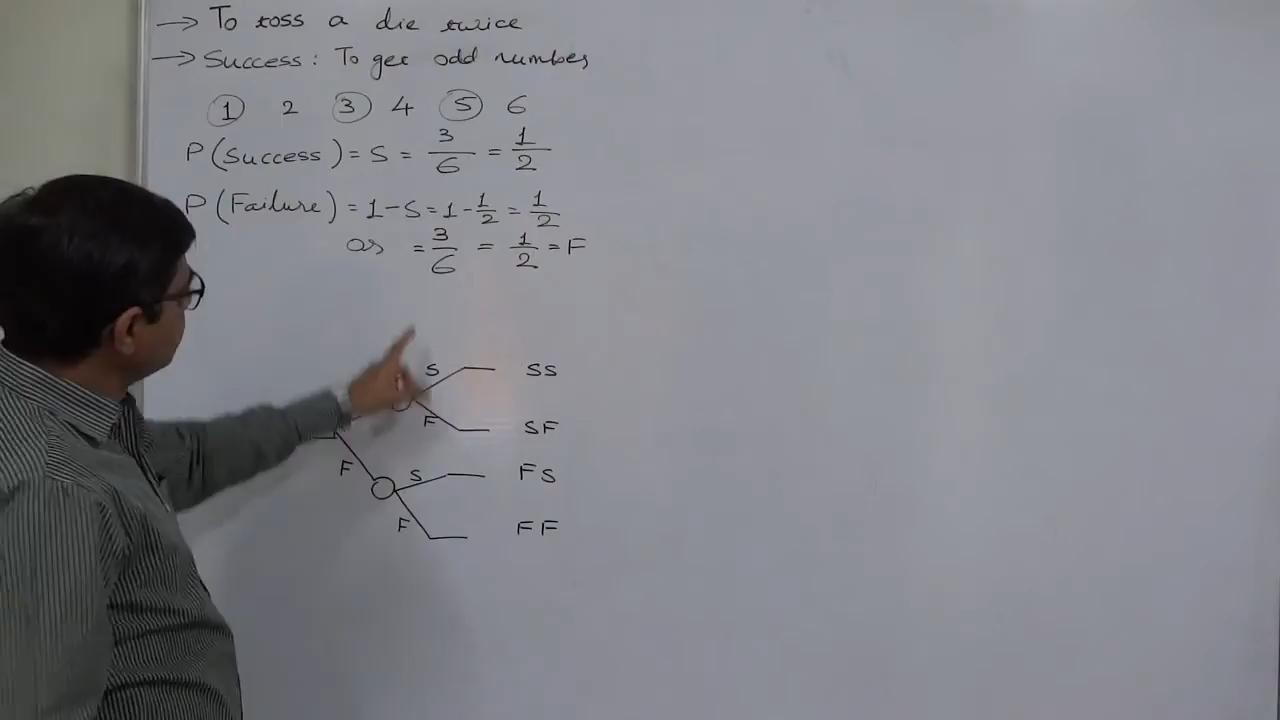 → To toss a die twice
→ Success: To get odd number
1 2 3 4 5 6
P(Success) = S = 3/6 = 1/2
P(Failure) = 1-S = 1-1/2 = 1/2
or = 3/6 = 1/2 = F
S SS
F SF
F S FS
F FF